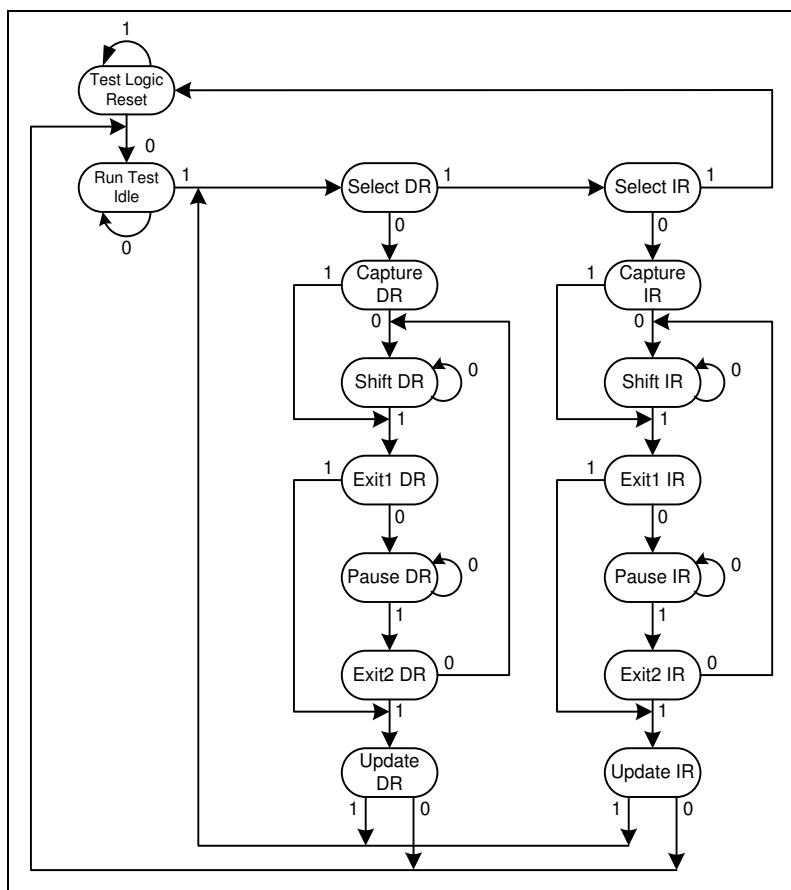 1
Test Logic
Reset
0
Run Test
Idle
1
0
Select DR
1
0
Select IR
1
0
Capture
DR
1
0
Capture
IR
1
0
Shift DR
0
1
Shift IR
0
1
Exit1 DR
1
0
Exit1 IR
1
0
Pause DR
0
1
Pause IR
0
1
Exit2 DR
0
1
Exit2 IR
0
1
Update
DR
1
0
Update IR
1
0